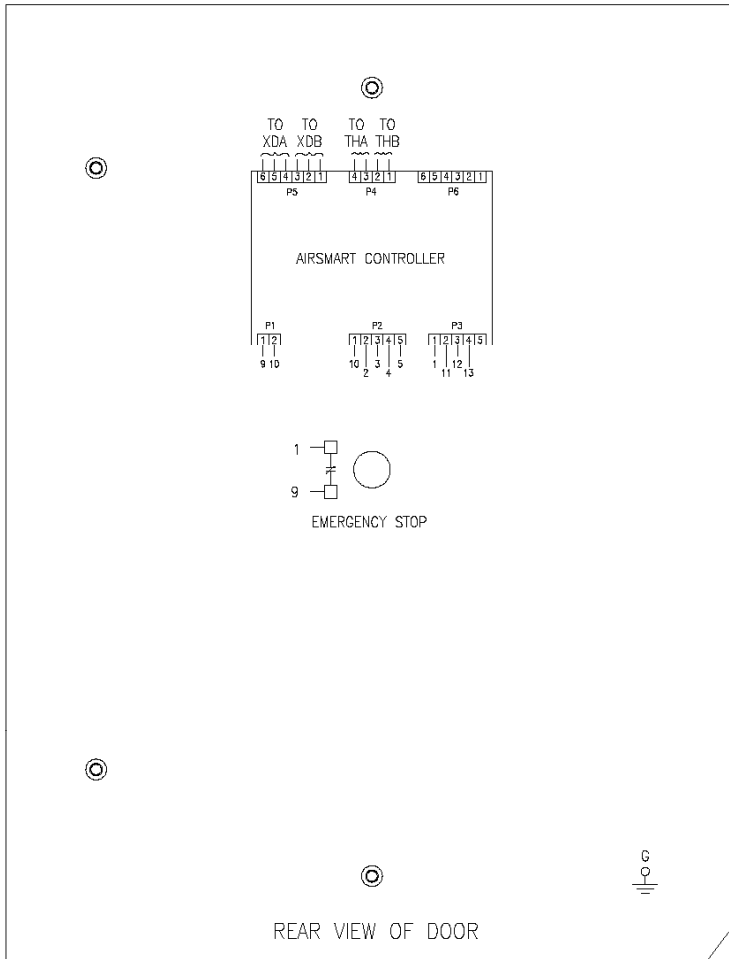 TO TO TO TO
XDA XDB THA THB
6 5 4 3 2 1 4 3 2 1 6 5 4 3 2 1
P5 P4 P6
AIRSMART CONTROLLER
P1 P2 P3
1 2 1 2 3 4 5 1 2 3 4 5
9 10 10 3 5 1 12
2 4 11 13
1
9
EMERGENCY STOP
G
REAR VIEW OF DOOR